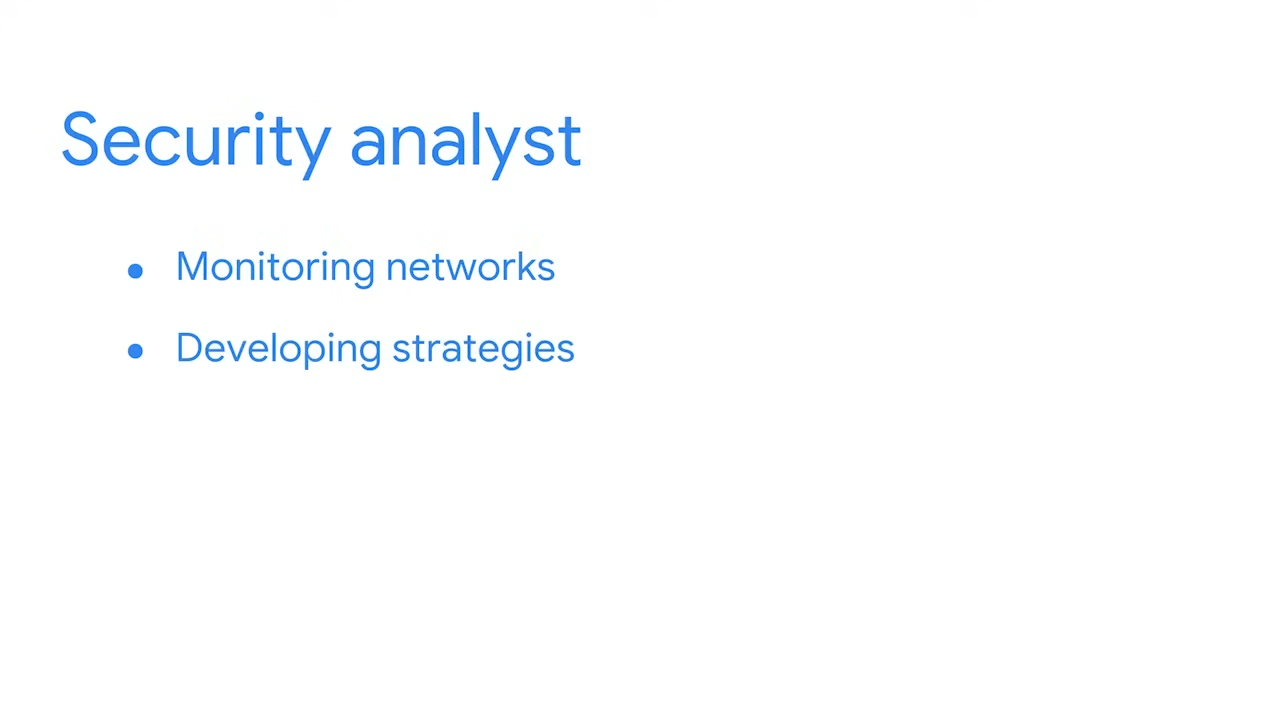 Security analyst
● Monitoring networks
● Developing strategies